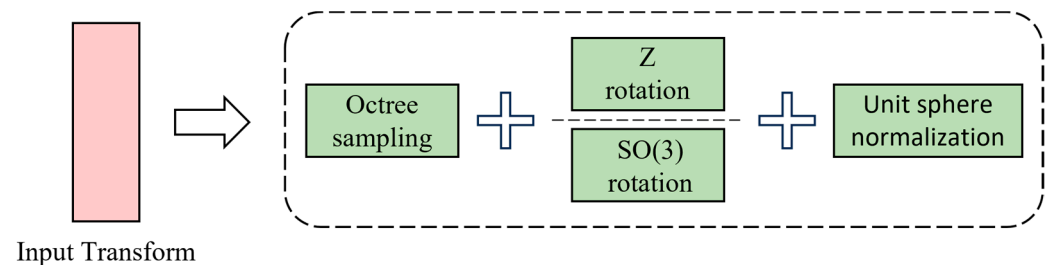 Octree
sampling
Z
rotation
SO(3)
rotation
Unit sphere
normalization
Input Transform